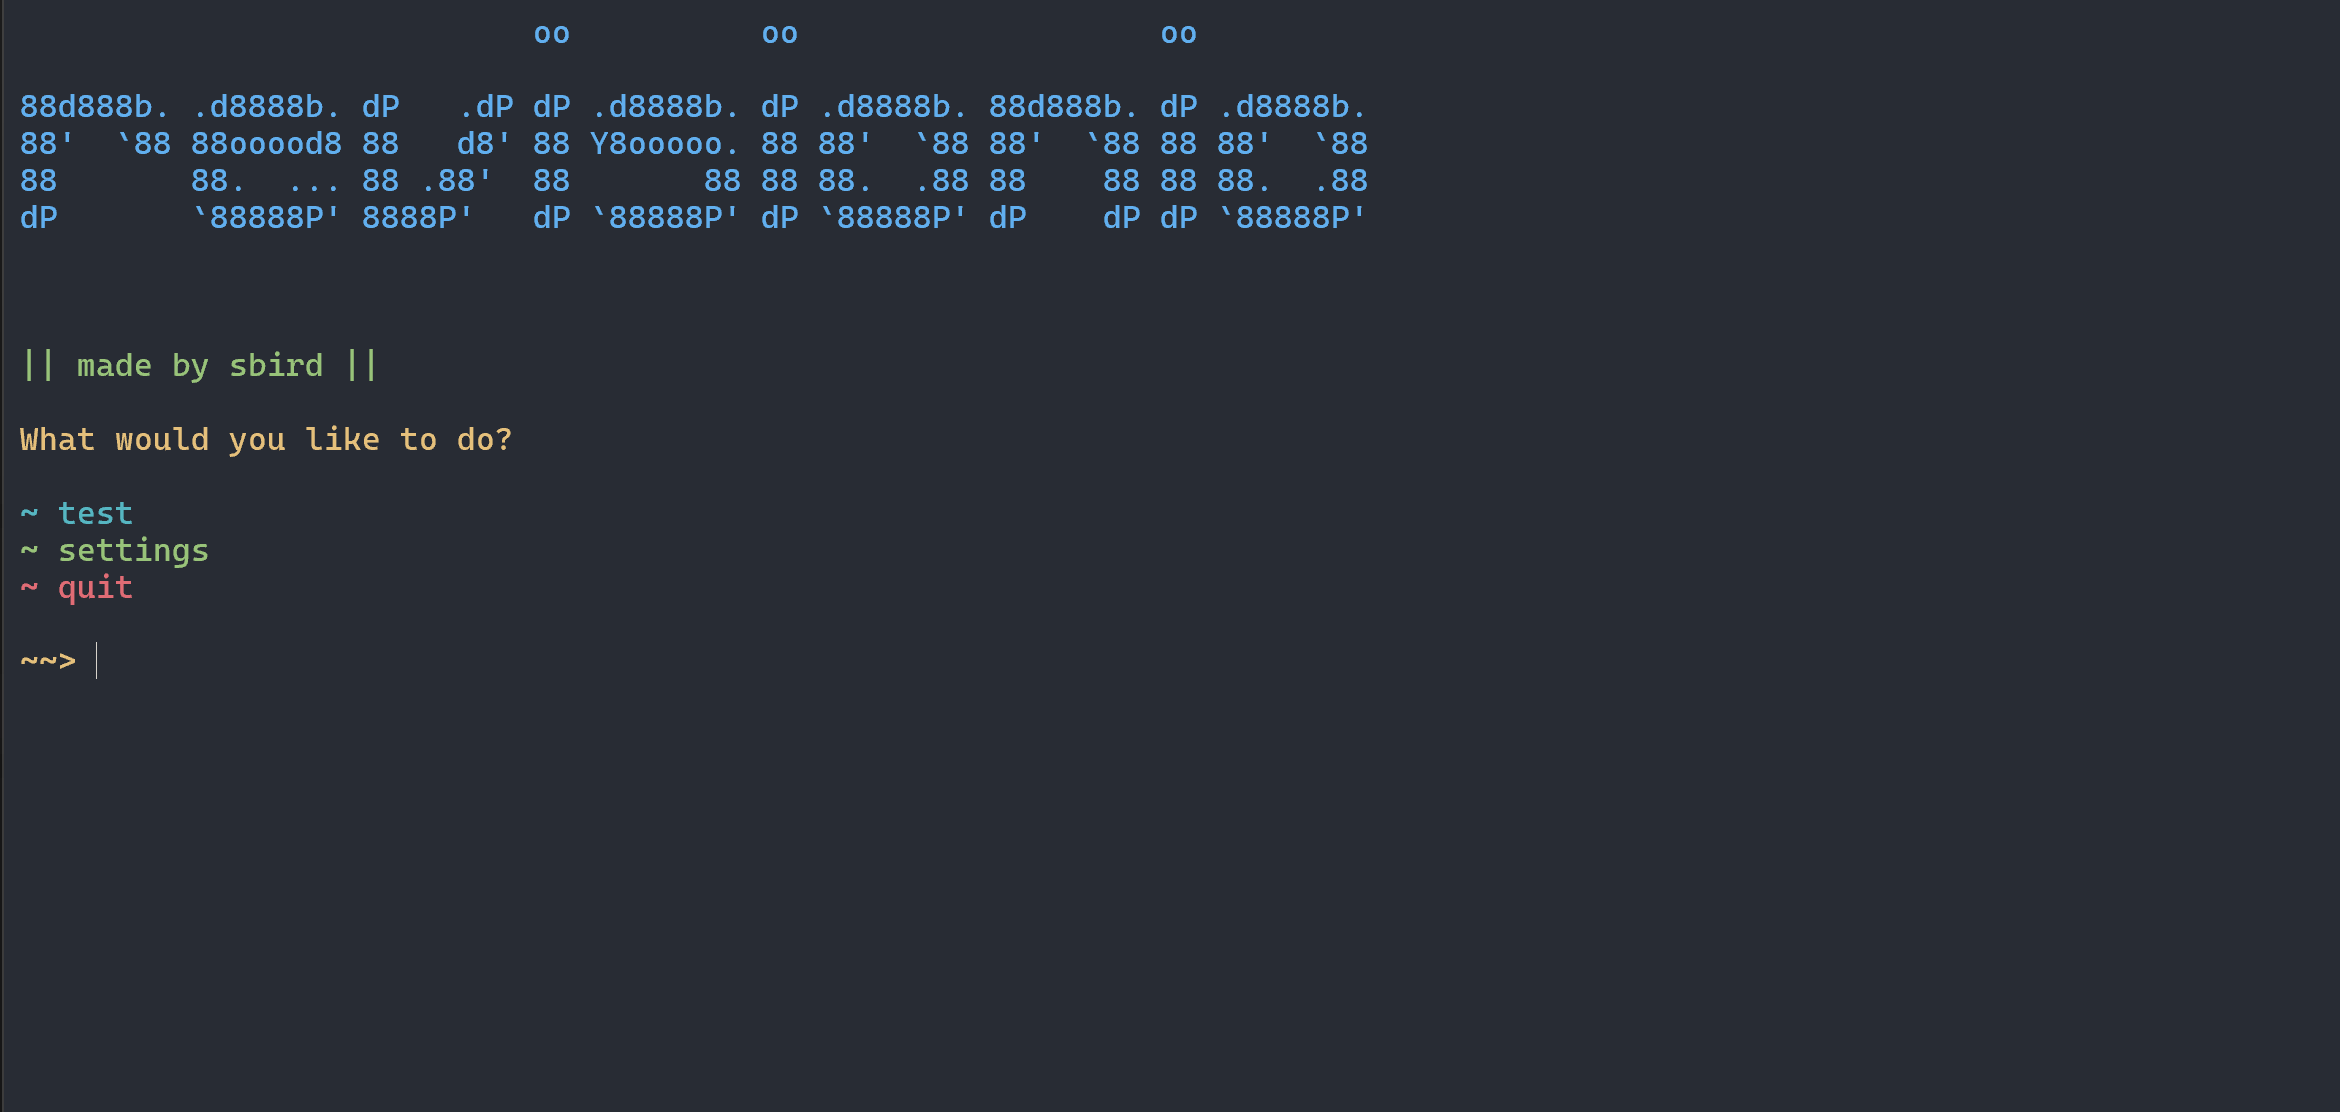 oo          oo                   oo

88d888b. .d8888b. dP   .dP dP .d8888b. dP .d8888b. 88d888b. dP .d8888b.
88'  `88 88ooood8 88   d8' 88 Y8ooooo. 88 88'  `88 88'  `88 88 88'  `88
88       88.  ... 88 .88'  88       88 88 88.  .88 88    88 88 88.  .88
dP       `88888P' 8888P'   dP `88888P' dP `88888P' dP    dP dP `88888P'
|| made by sbird ||
What would you like to do?
~ test
~ settings
~ quit
~~>